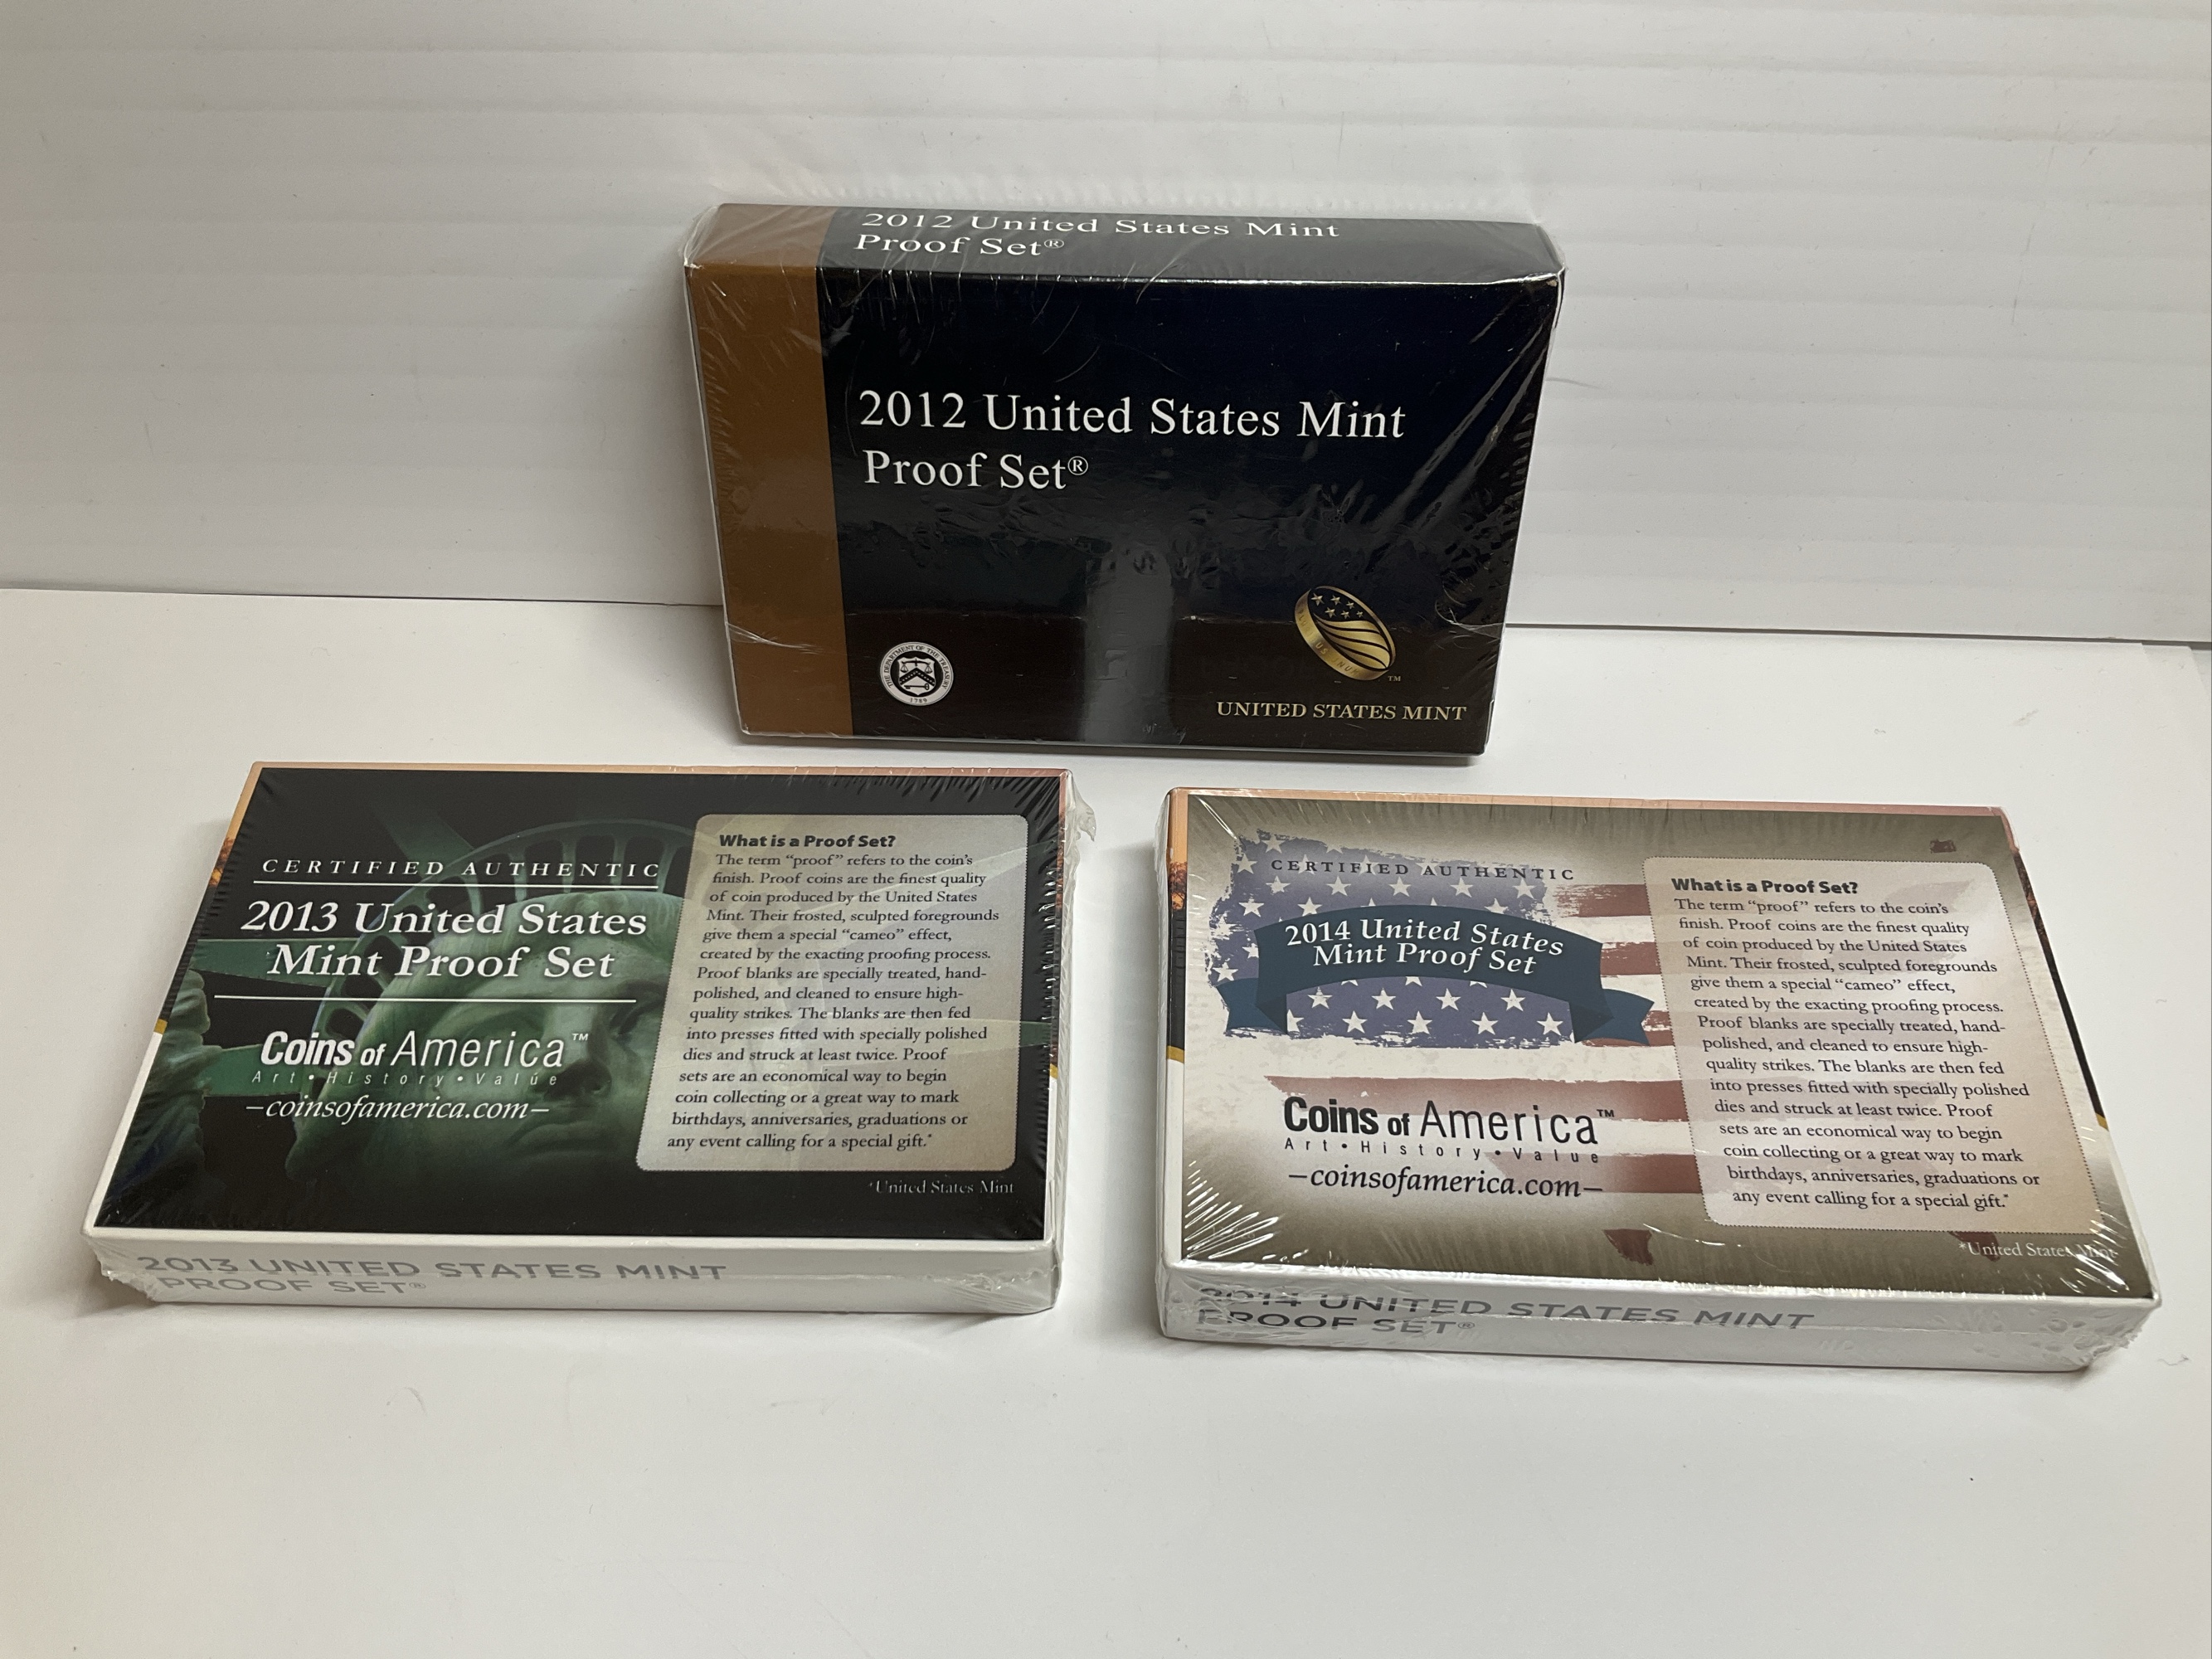 2012 United States Mint
Proof Set®
2012 United States Mint
Proof Set®
THE DEPARTMENT OF THE TREASURY
1789
™
UNITED STATES MINT
CERTIFIED AUTHENTIC
2013 United States
Mint Proof Set
Coins of America™
Art • History • Value
—coinsofamerica.com—
What is a Proof Set?
The term “proof” refers to the coin’s
finish. Proof coins are the finest quality
of coin produced by the United States
Mint. Their frosted, sculpted foregrounds
give them a special “cameo” effect,
created by the exacting proofing process.
Proof blanks are specially treated, hand-
polished, and cleaned to ensure high-
quality strikes. The blanks are then fed
into presses fitted with specially polished
dies and struck at least twice. Proof
sets are an economical way to begin
coin collecting or a great way to mark
birthdays, anniversaries, graduations or
any event calling for a special gift.*
*United States Mint
2013 UNITED STATES MINT
PROOF SET®
CERTIFIED AUTHENTIC
2014 United States
Mint Proof Set
Coins of America™
Art • History • Value
—coinsofamerica.com—
What is a Proof Set?
The term “proof” refers to the coin’s
finish. Proof coins are the finest quality
of coin produced by the United States
Mint. Their frosted, sculpted foregrounds
give them a special “cameo” effect,
created by the exacting proofing process.
Proof blanks are specially treated, hand-
polished, and cleaned to ensure high-
quality strikes. The blanks are then fed
into presses fitted with specially polished
dies and struck at least twice. Proof
sets are an economical way to begin
coin collecting or a great way to mark
birthdays, anniversaries, graduations or
any event calling for a special gift.*
*United States Mint
2014 UNITED STATES MINT
PROOF SET®